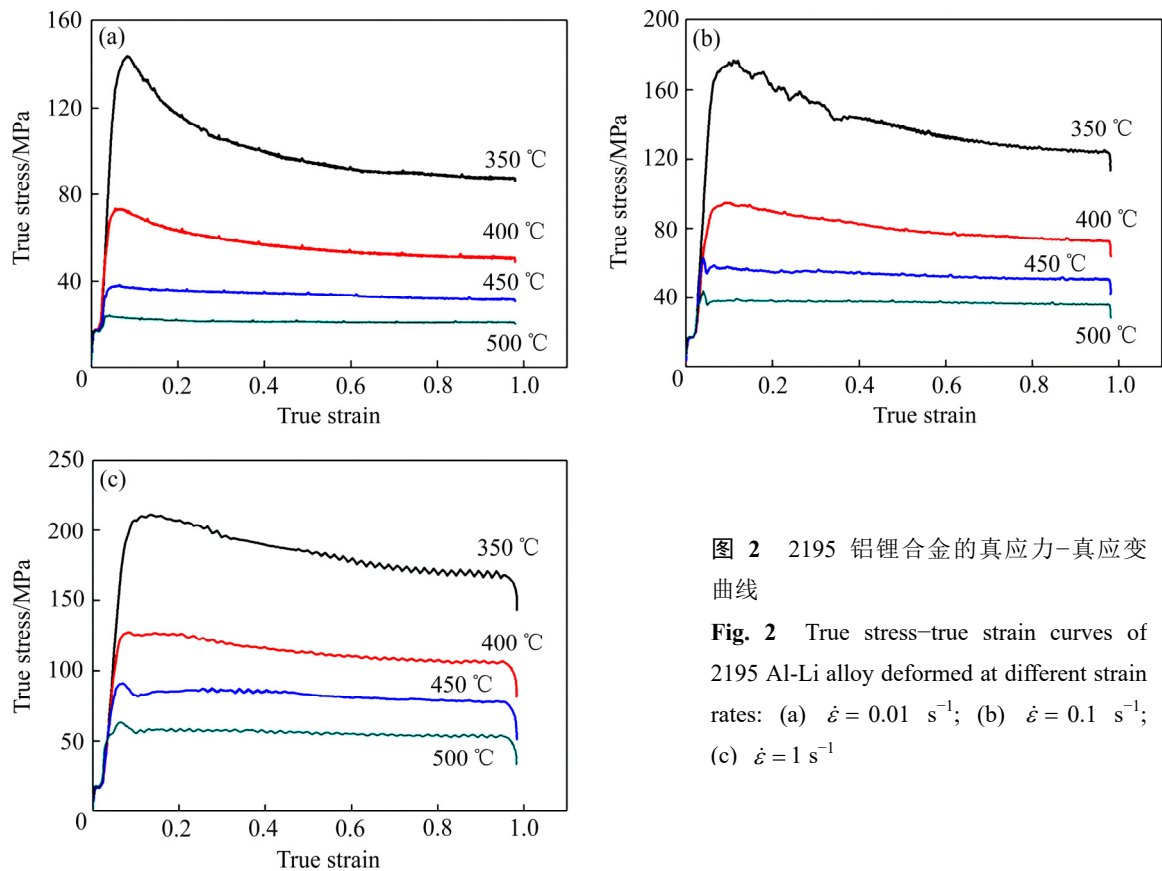 (a)
160
120
80
40
0
0.2
0.4
0.6
0.8
1.0
True stress/MPa
True strain
350 ℃
400 ℃
450 ℃
500 ℃
(b)
200
160
120
80
40
0
0.2
0.4
0.6
0.8
1.0
True stress/MPa
True strain
350 ℃
400 ℃
450 ℃
500 ℃
(c)
250
200
150
100
50
0
0.2
0.4
0.6
0.8
1.0
True stress/MPa
True strain
350 ℃
400 ℃
450 ℃
500 ℃
图 2 2195 铝锂合金的真应力−真应变
曲线
Fig. 2 True stress−true strain curves of
2195 Al-Li alloy deformed at different strain
rates: (a) ε̇ = 0.01 s⁻¹; (b) ε̇ = 0.1 s⁻¹;
(c) ε̇ = 1 s⁻¹